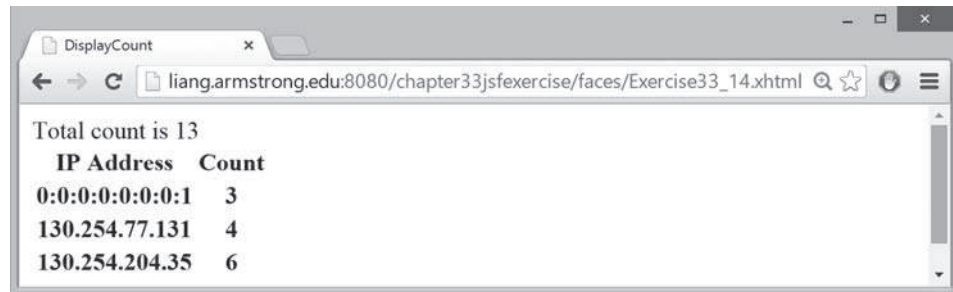 DisplayCount
liang.armstrong.edu:8080/chapter33jsfexercise/faces/Exercise33_14.xhtml
Total count is 13
IP Address Count
0:0:0:0:0:0:0:1 3
130.254.77.131 4
130.254.204.35 6